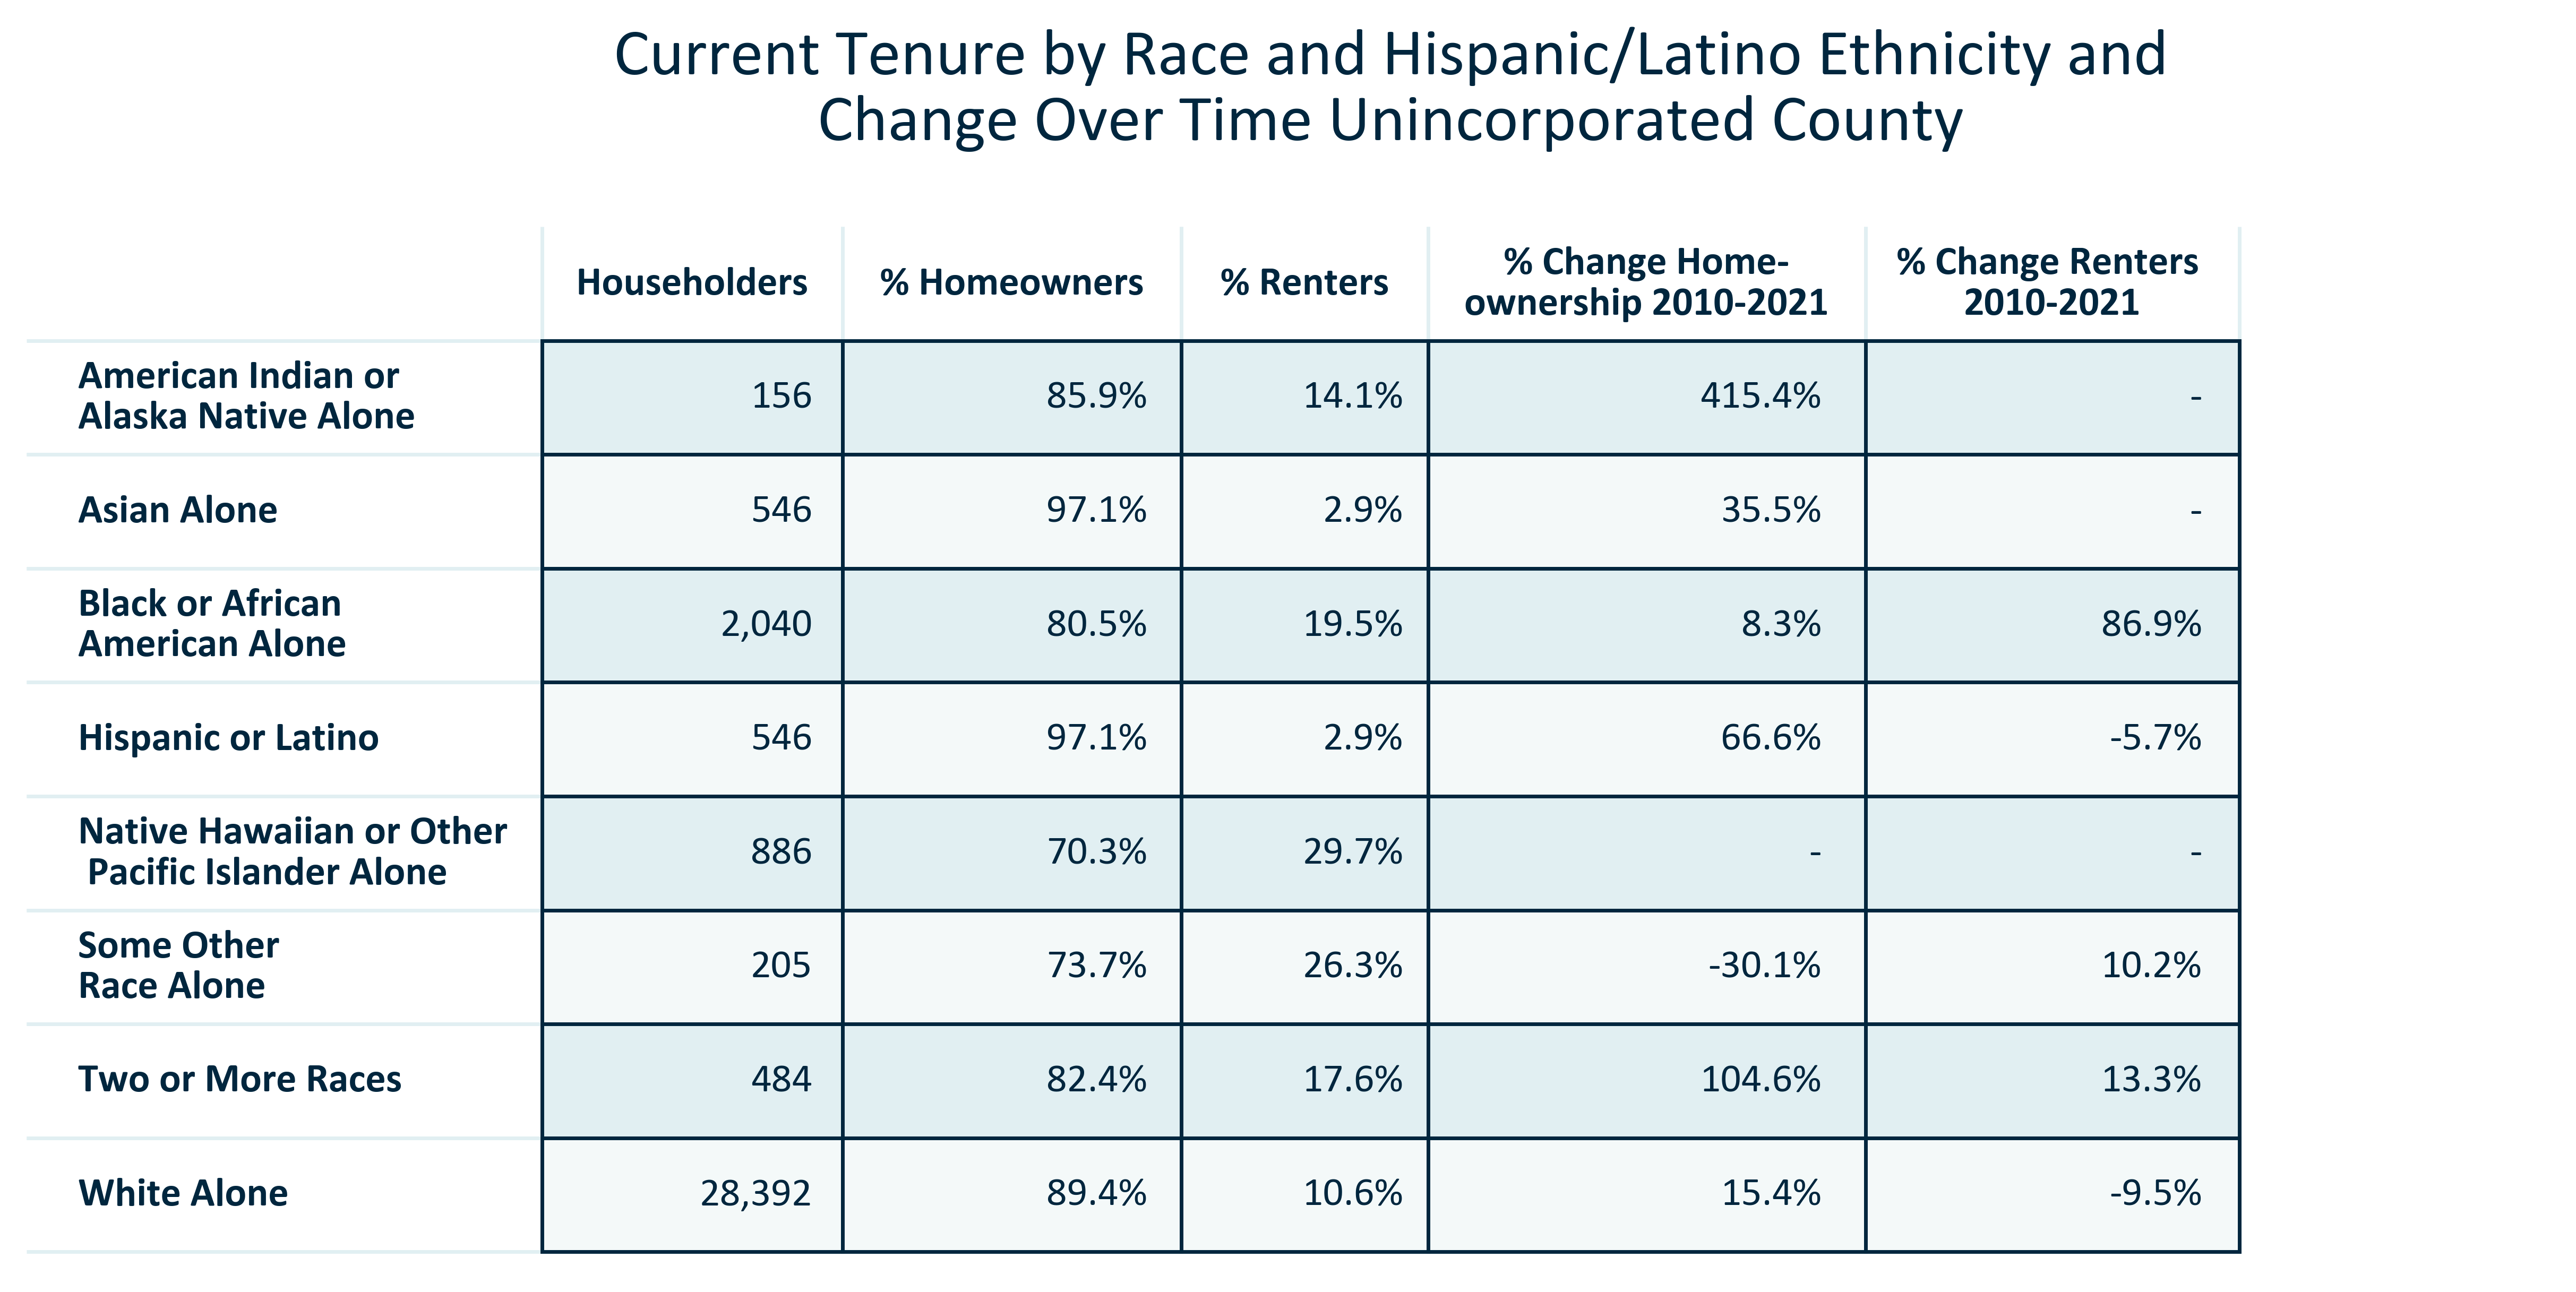 Current Tenure by Race and Hispanic/Latino Ethnicity and
Change Over Time Unincorporated County
Householders
% Homeowners
% Renters
% Change Home-
ownership 2010-2021
% Change Renters
2010-2021
American Indian or
Alaska Native Alone
156
85.9%
14.1%
415.4%
-
Asian Alone
546
97.1%
2.9%
35.5%
-
Black or African
American Alone
2,040
80.5%
19.5%
8.3%
86.9%
Hispanic or Latino
546
97.1%
2.9%
66.6%
-5.7%
Native Hawaiian or Other
Pacific Islander Alone
886
70.3%
29.7%
-
-
Some Other
Race Alone
205
73.7%
26.3%
-30.1%
10.2%
Two or More Races
484
82.4%
17.6%
104.6%
13.3%
White Alone
28,392
89.4%
10.6%
15.4%
-9.5%